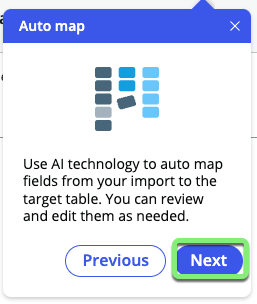 Auto map
Use AI technology to auto map
fields from your import to the
target table. You can review
and edit them as needed.
Previous
Next